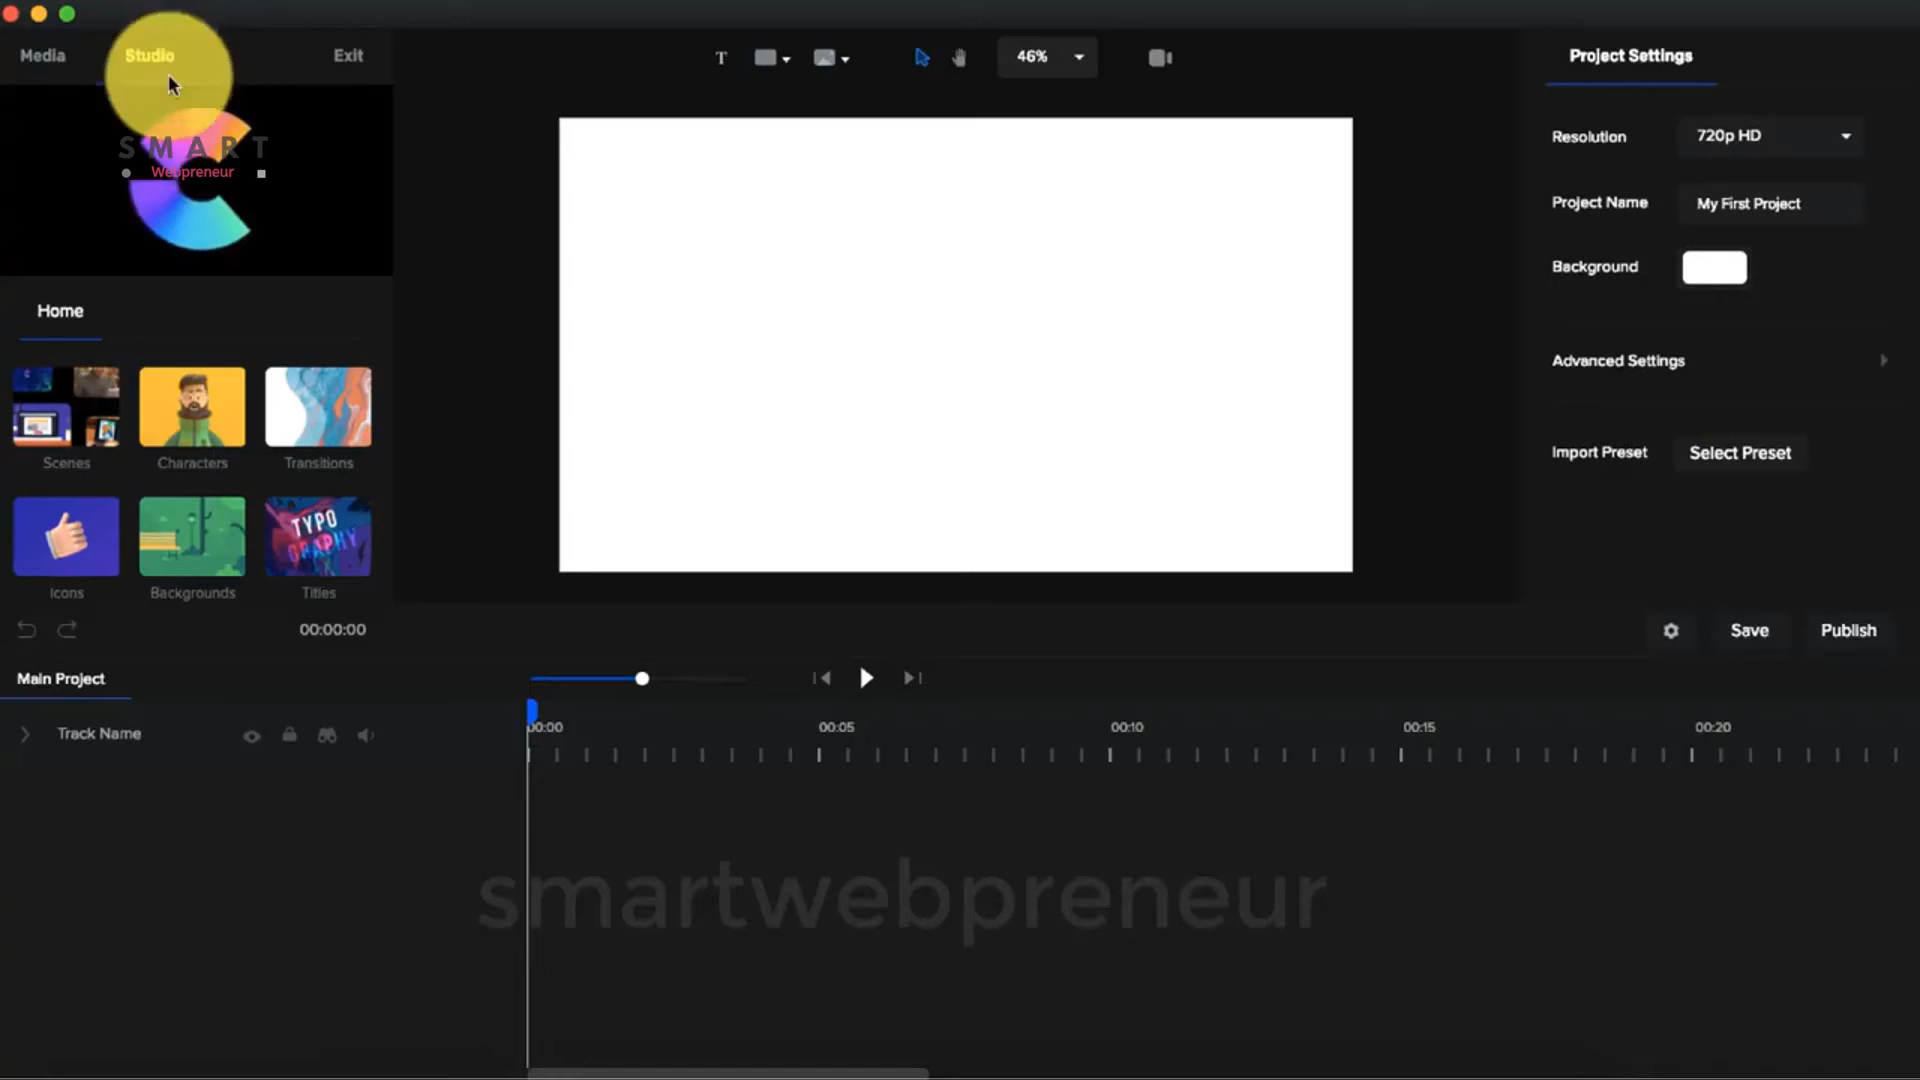 Media Studio Exit
T
46%
Project Settings
SMART
Webpreneur
Resolution 720p HD
Project Name My First Project
Background
Home
Advanced Settings
Import Preset Select Preset
Scenes Characters Transitions
TYPO
GRAPHY
Icons Backgrounds Titles
00:00:00
Save Publish
Main Project
Track Name
00:00 00:05 00:10 00:15 00:20
smartwebpreneur